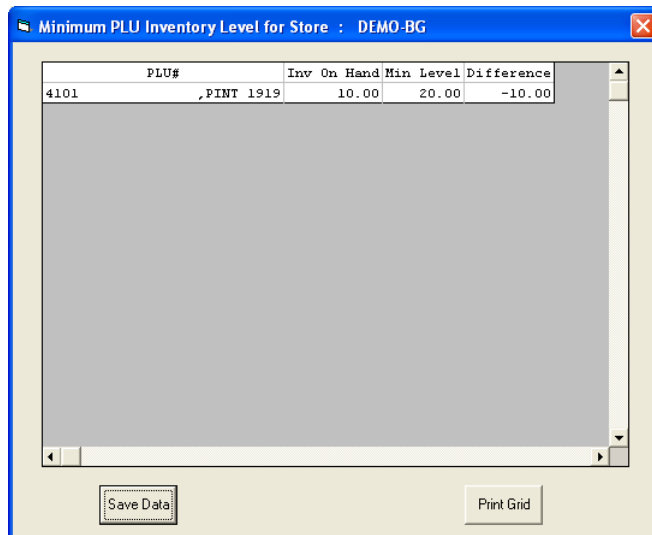 Minimum PLU Inventory Level for Store : DEMO-BG
PLU# Inv On Hand Min Level Difference
4101 ,PINT 1919 10.00 20.00 -10.00
Save Data Print Grid